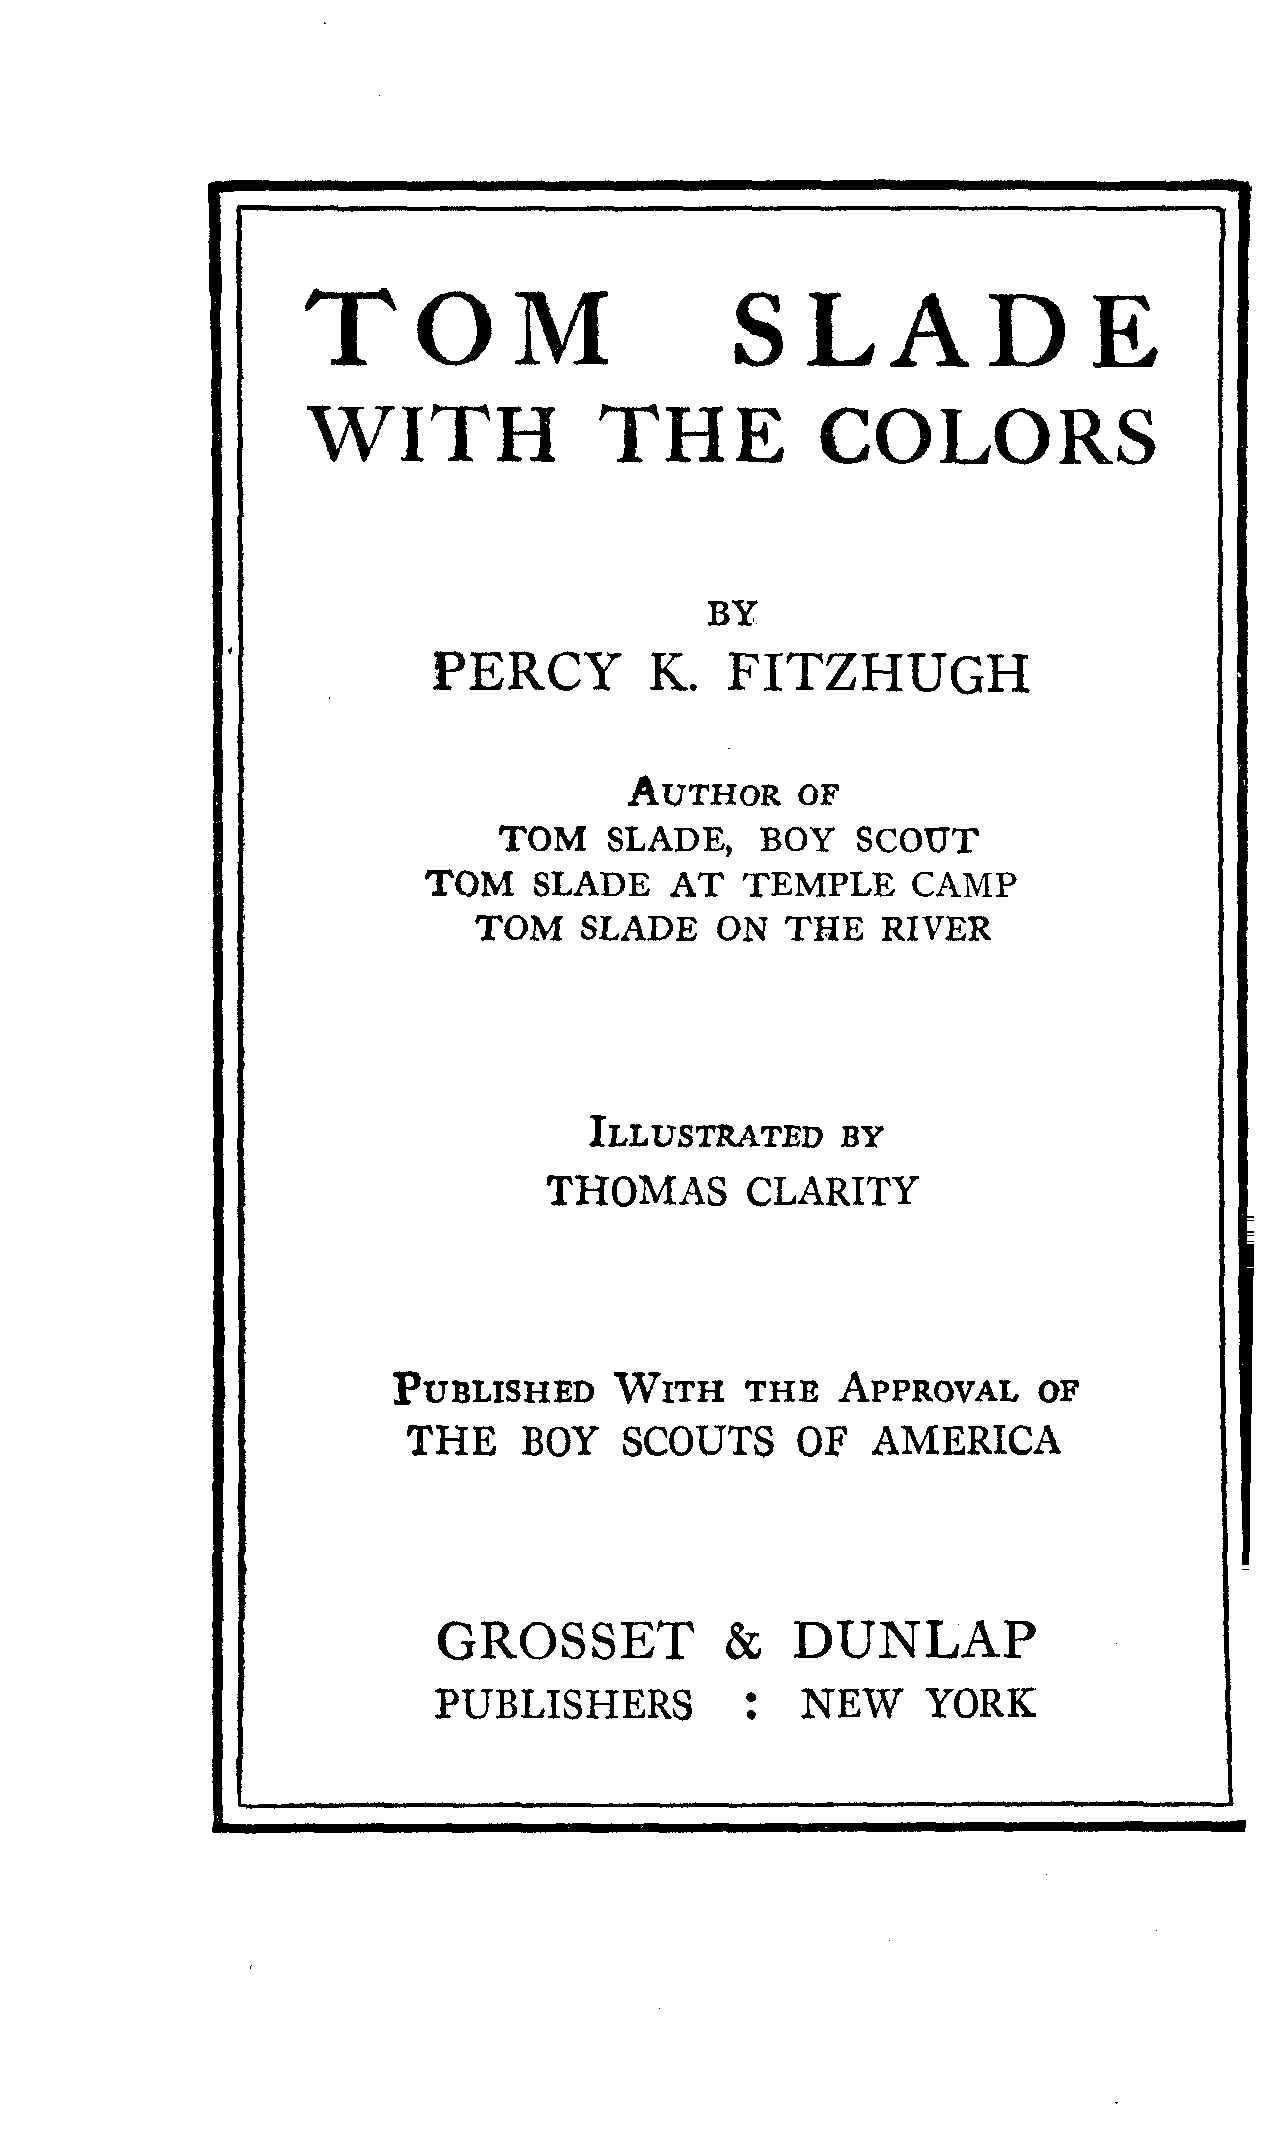 TOM SLADE
WITH THE COLORS
BY
PERCY K. FITZHUGH
AUTHOR OF
TOM SLADE, BOY SCOUT
TOM SLADE AT TEMPLE CAMP
TOM SLADE ON THE RIVER
ILLUSTRATED BY
THOMAS CLARITY
PUBLISHED WITH THE APPROVAL OF
THE BOY SCOUTS OF AMERICA
GROSSET & DUNLAP
PUBLISHERS : NEW YORK